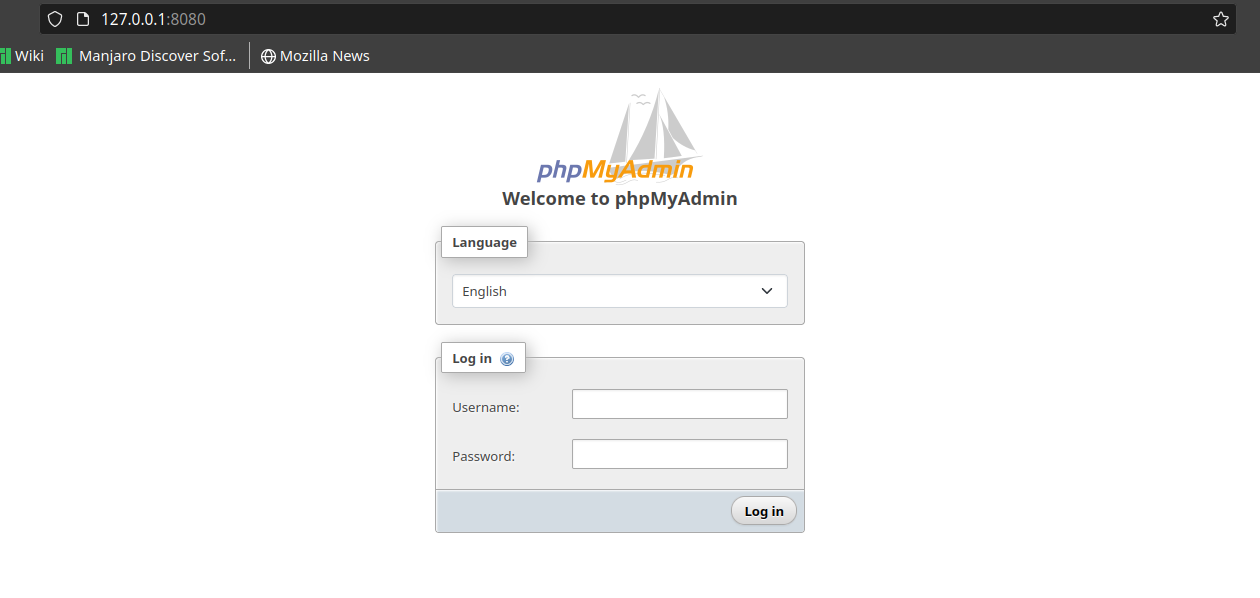 127.0.0.1:8080
Wiki Manjaro Discover Sof... Mozilla News
phpMyAdmin
Welcome to phpMyAdmin
Language
English
Log in ?
Username:
Password:
Log in